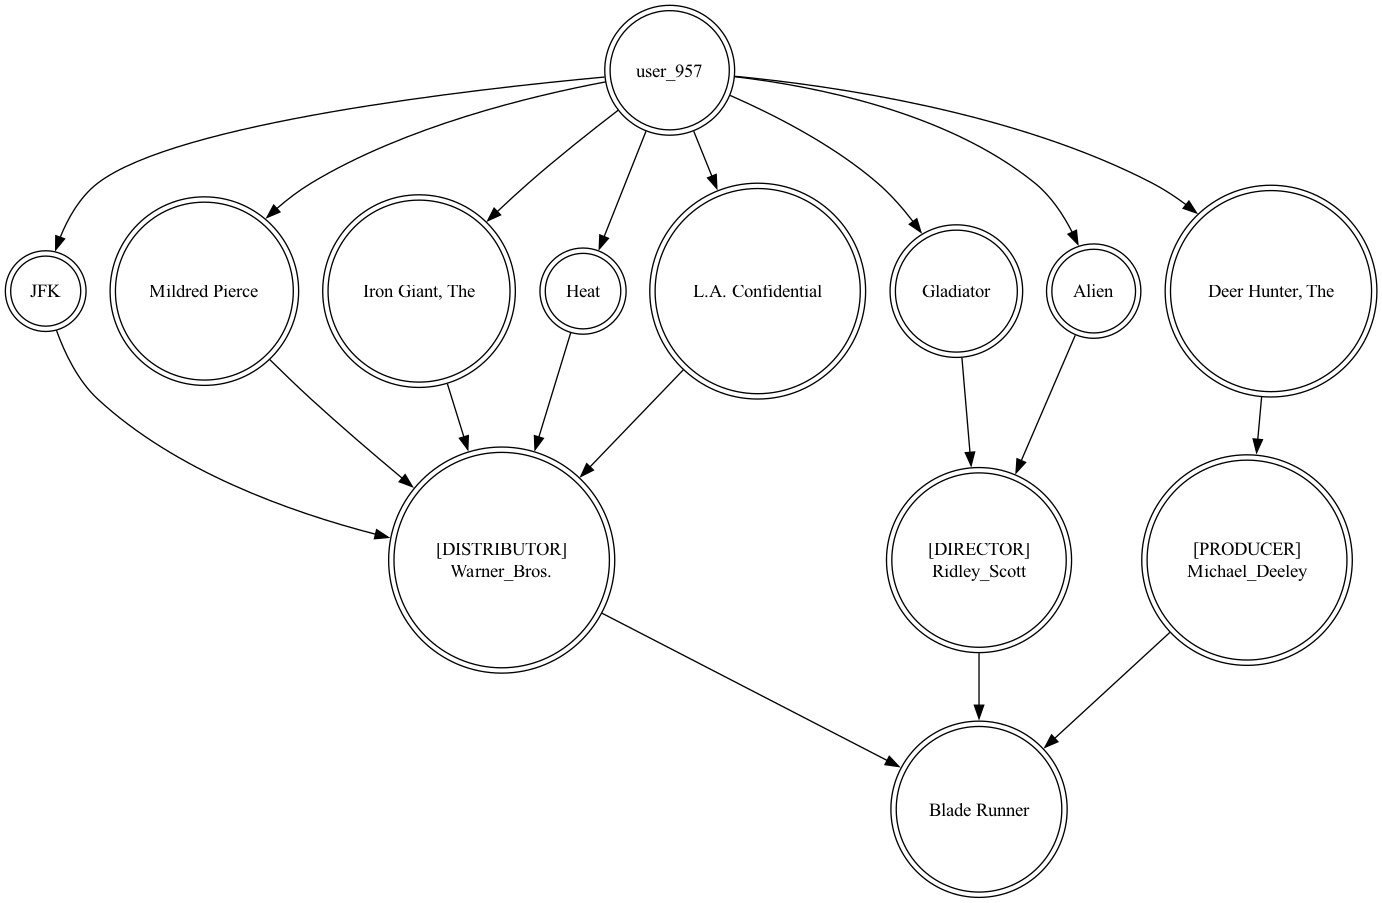 user_957
JFK
Mildred Pierce
Iron Giant, The
Heat
L.A. Confidential
Gladiator
Alien
Deer Hunter, The
[DISTRIBUTOR]
Warner_Bros.
[DIRECTOR]
Ridley_Scott
[PRODUCER]
Michael_Deeley
Blade Runner